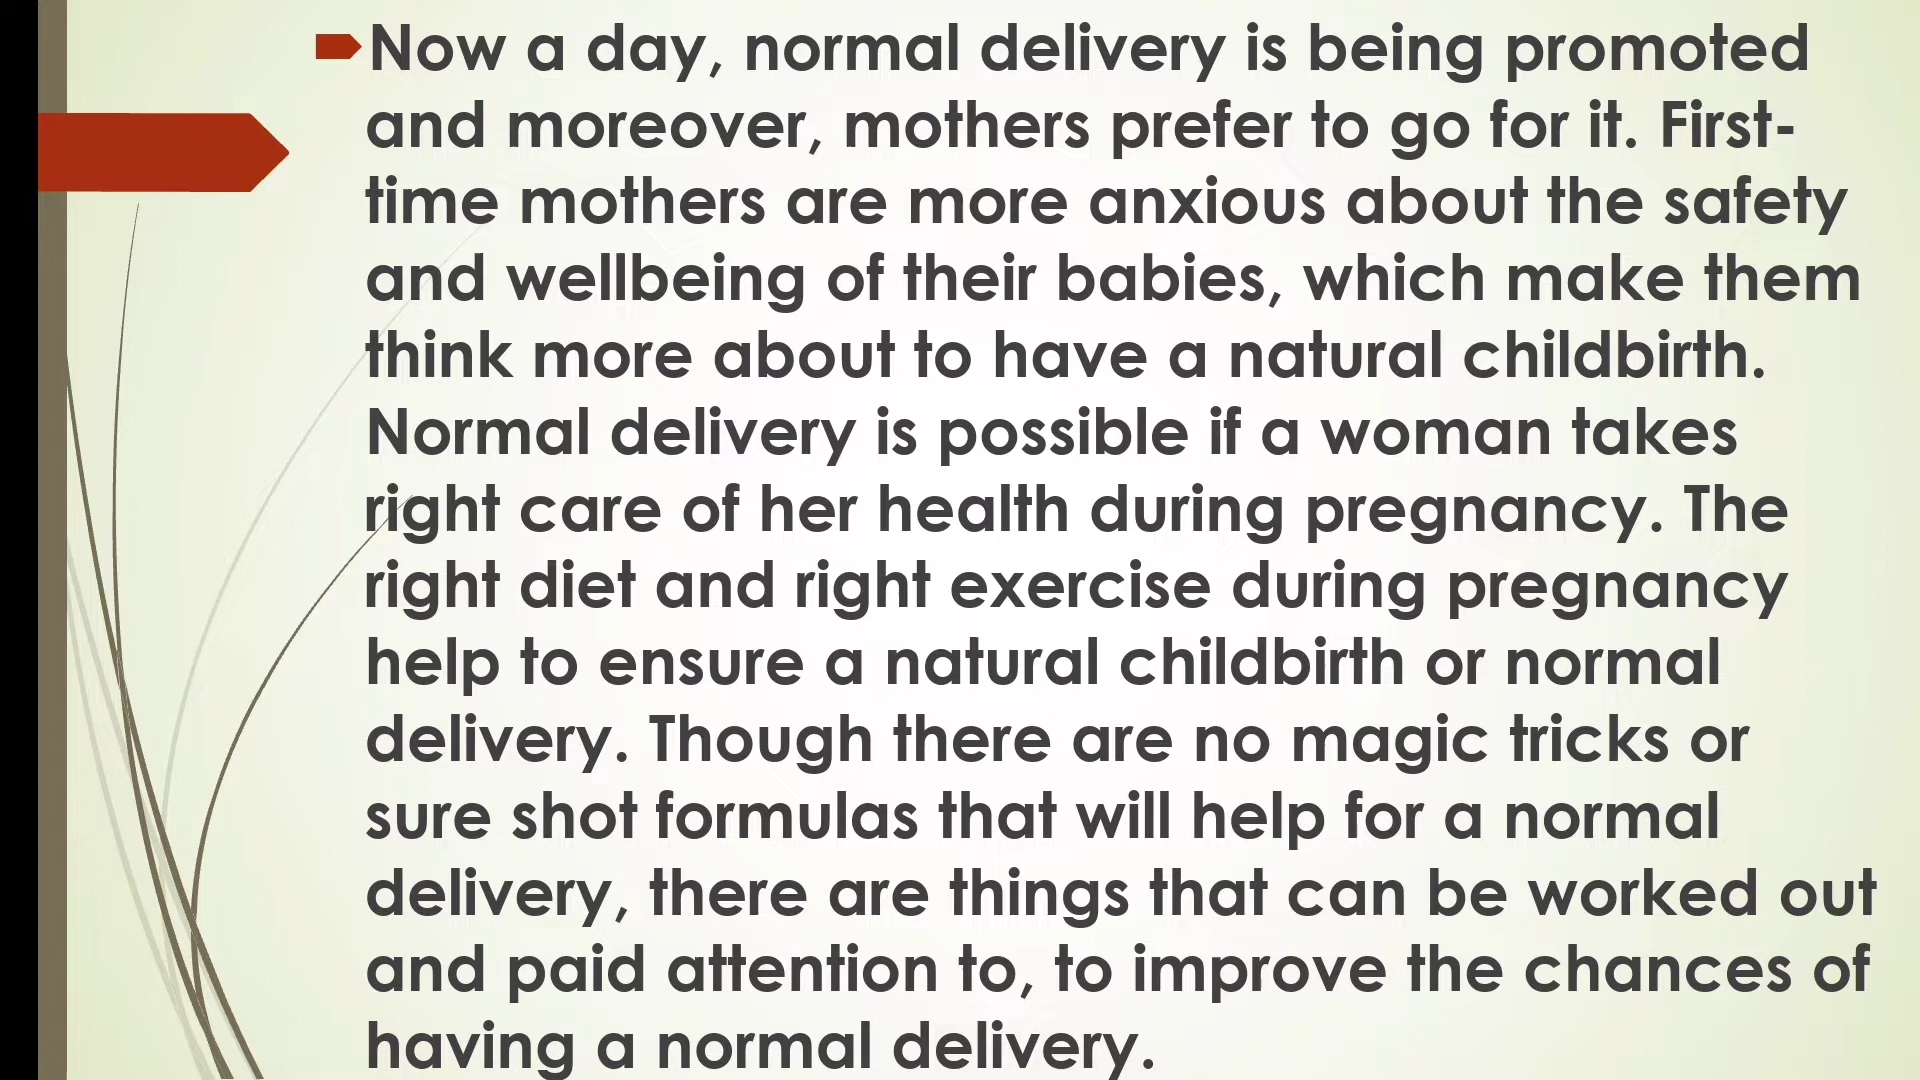 Now a day, normal delivery is being promoted
and moreover, mothers prefer to go for it. First-
time mothers are more anxious about the safety
and wellbeing of their babies, which make them
think more about to have a natural childbirth.
Normal delivery is possible if a woman takes
right care of her health during pregnancy. The
right diet and right exercise during pregnancy
help to ensure a natural childbirth or normal
delivery. Though there are no magic tricks or
sure shot formulas that will help for a normal
delivery, there are things that can be worked out
and paid attention to, to improve the chances of
having a normal delivery.